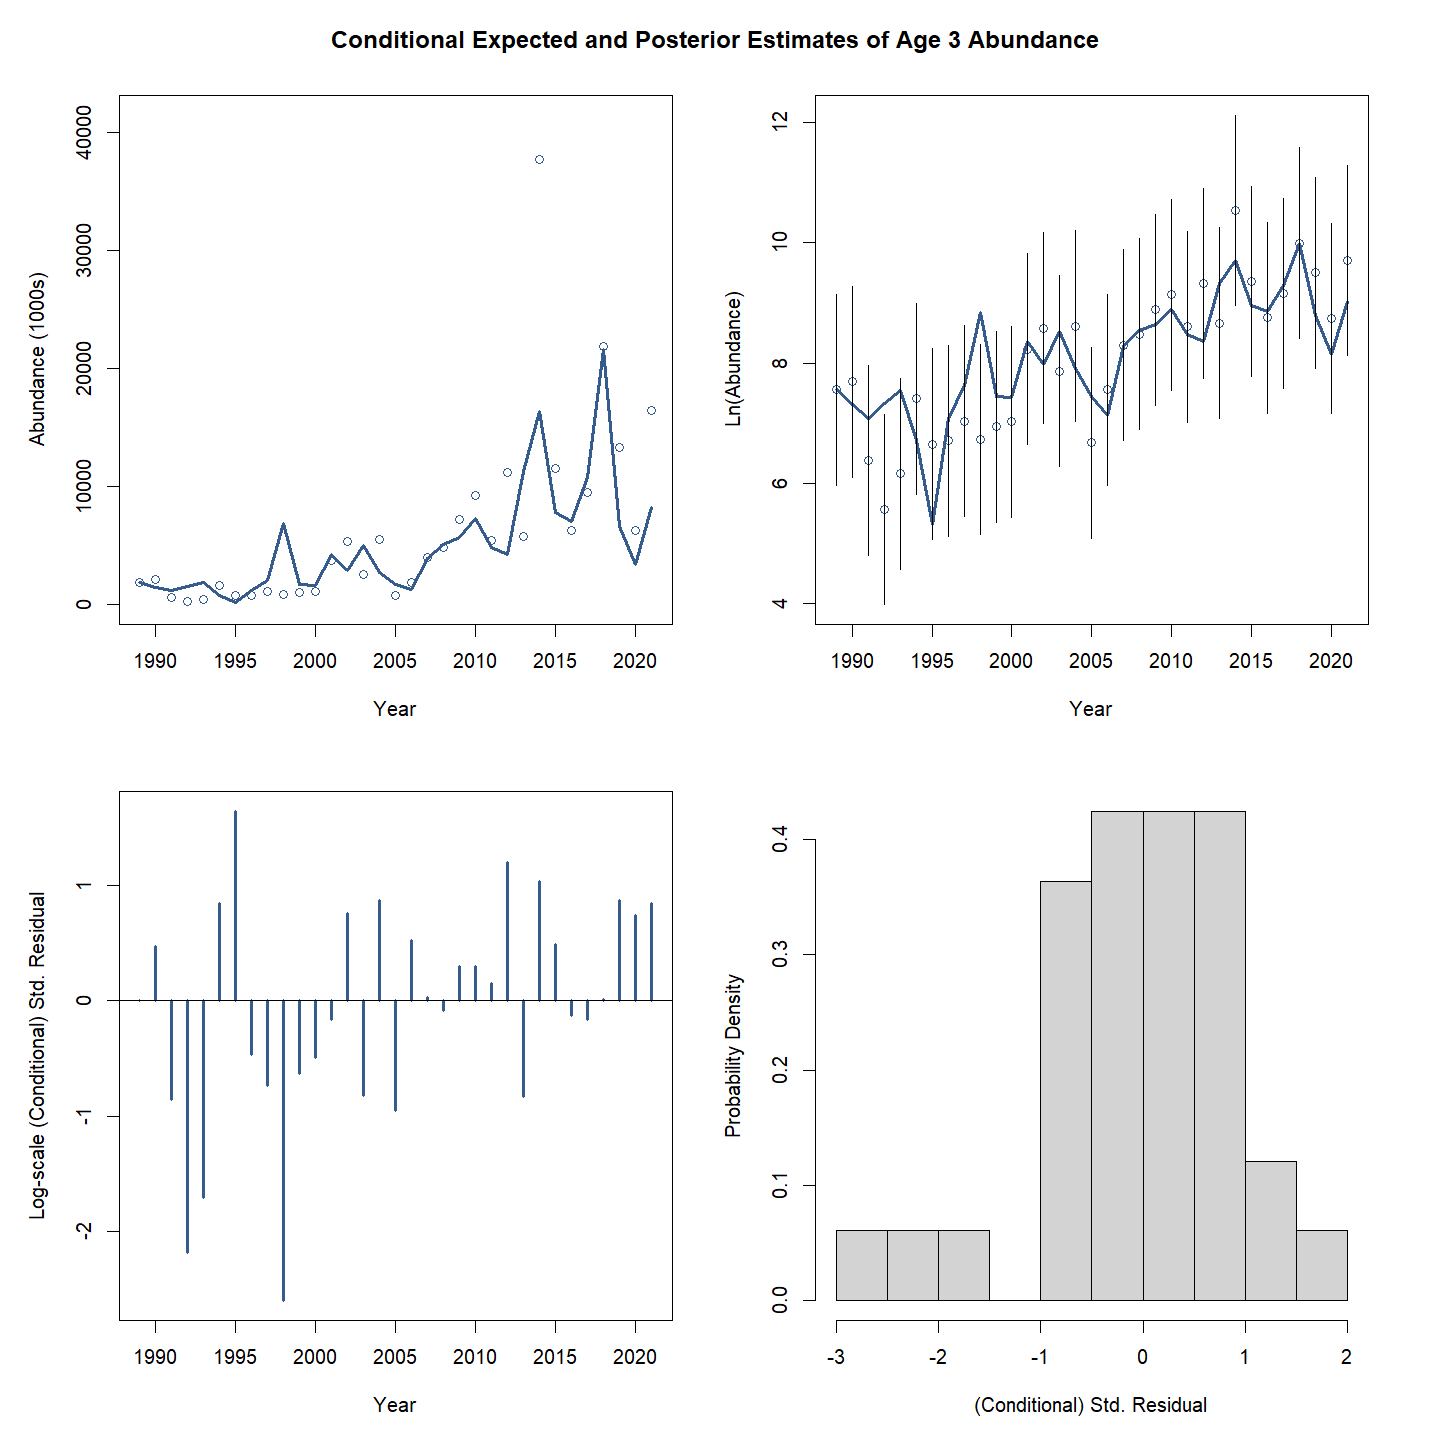 Conditional Expected and Posterior Estimates of Age 3 Abundance
Abundance (1000s)
40000
30000
20000
10000
0
1990 1995 2000 2005 2010 2015 2020
Year
Ln(Abundance)
12
10
8
6
4
1990 1995 2000 2005 2010 2015 2020
Year
Log-scale (Conditional) Std. Residual
1
0
-1
-2
1990 1995 2000 2005 2010 2015 2020
Year
Probability Density
0.4
0.3
0.2
0.1
0.0
-3 -2 -1 0 1 2
(Conditional) Std. Residual